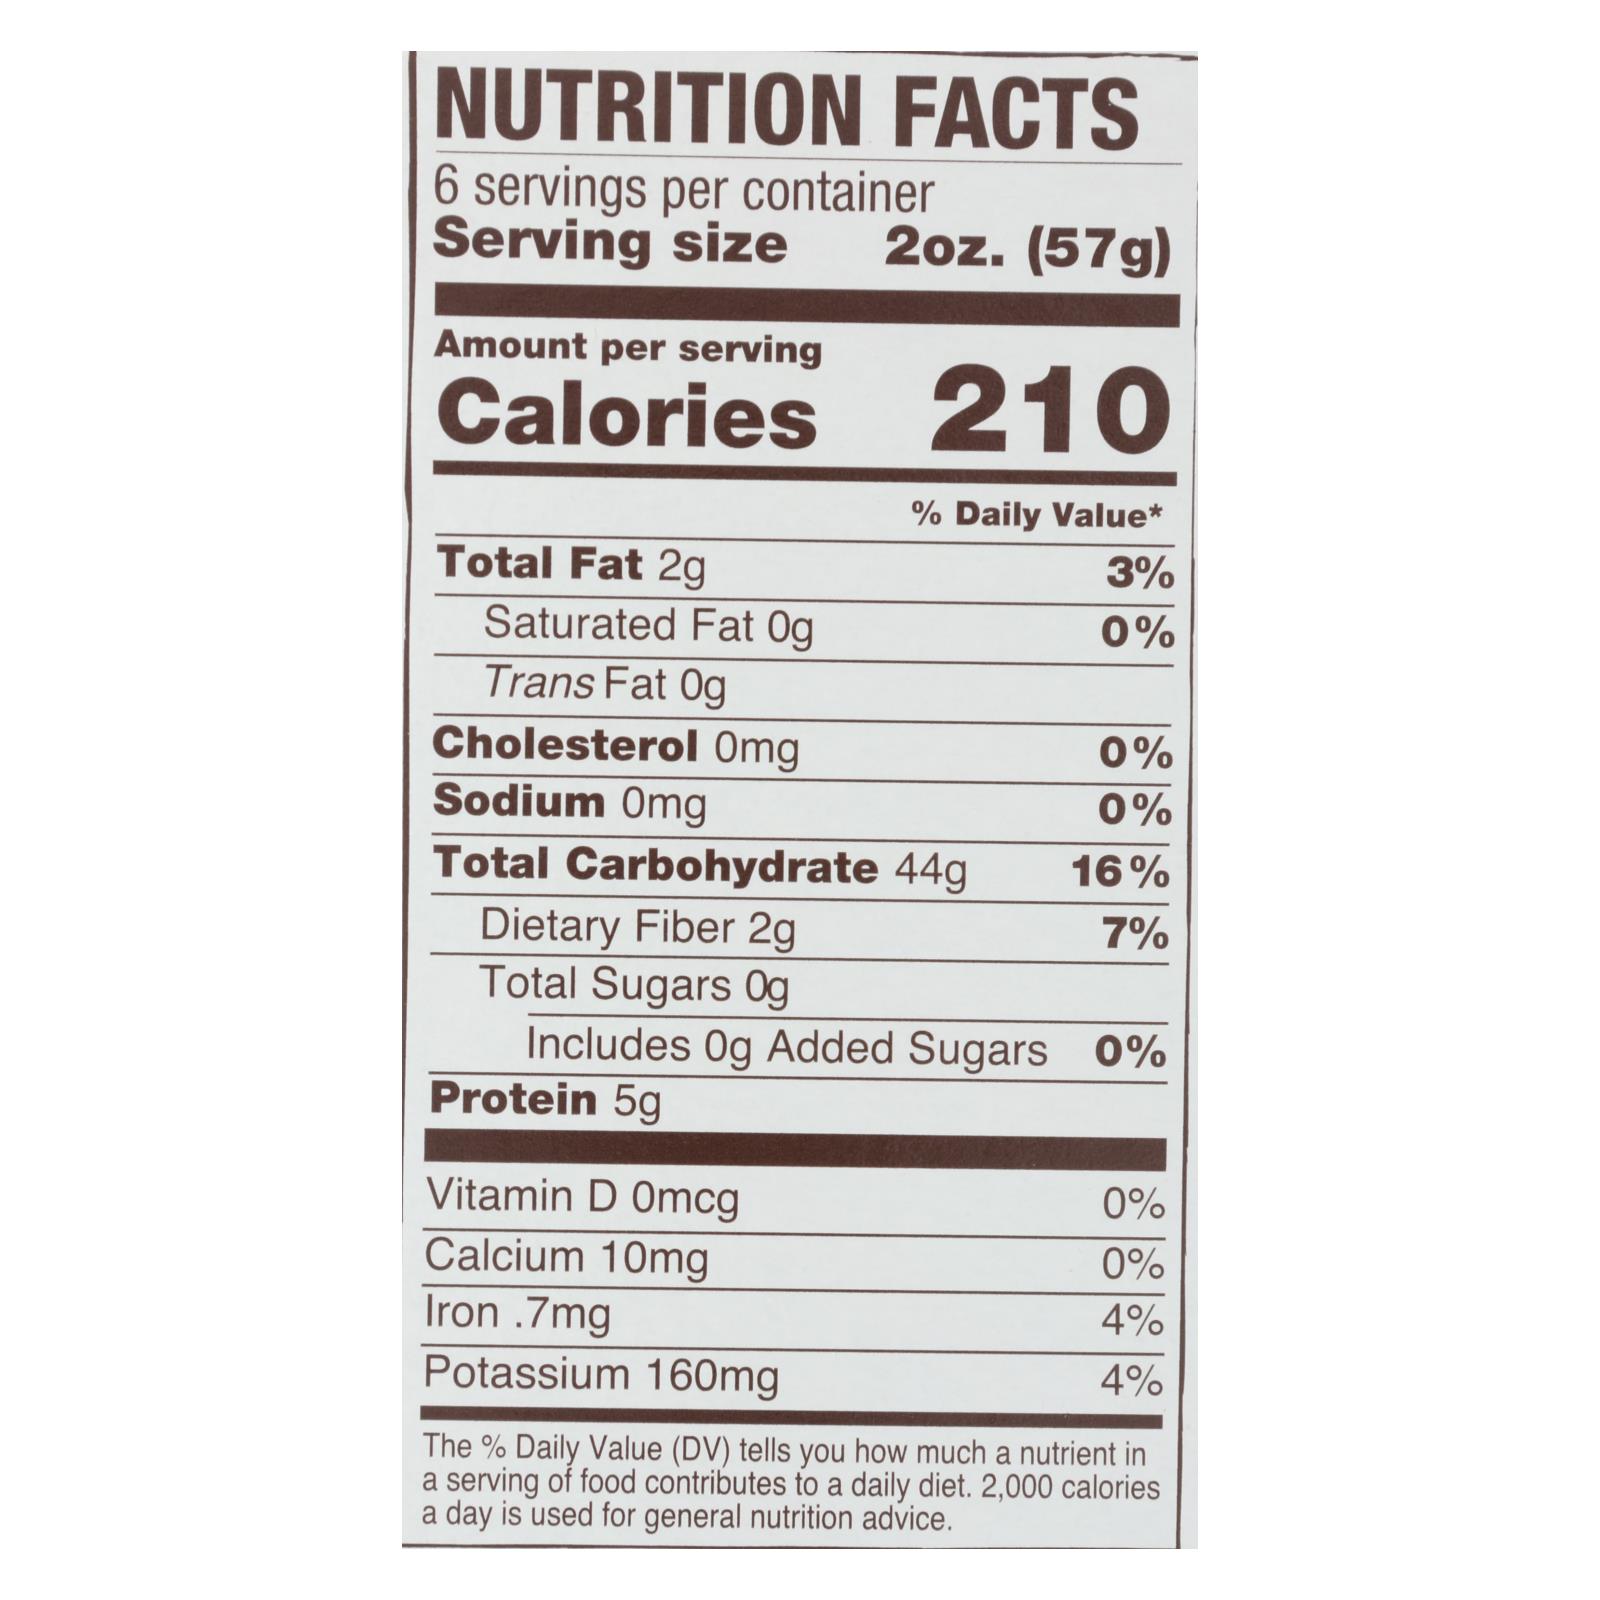 NUTRITION FACTS
6 servings per container
Serving size 2oz. (57g)
Amount per serving
Calories 210
% Daily Value*
Total Fat 2g 3%
Saturated Fat 0g 0%
Trans Fat 0g
Cholesterol 0mg 0%
Sodium 0mg 0%
Total Carbohydrate 44g 16%
Dietary Fiber 2g 7%
Total Sugars 0g
Includes 0g Added Sugars 0%
Protein 5g
Vitamin D 0mcg 0%
Calcium 10mg 0%
Iron .7mg 4%
Potassium 160mg 4%
The % Daily Value (DV) tells you how much a nutrient in
a serving of food contributes to a daily diet. 2,000 calories
a day is used for general nutrition advice.